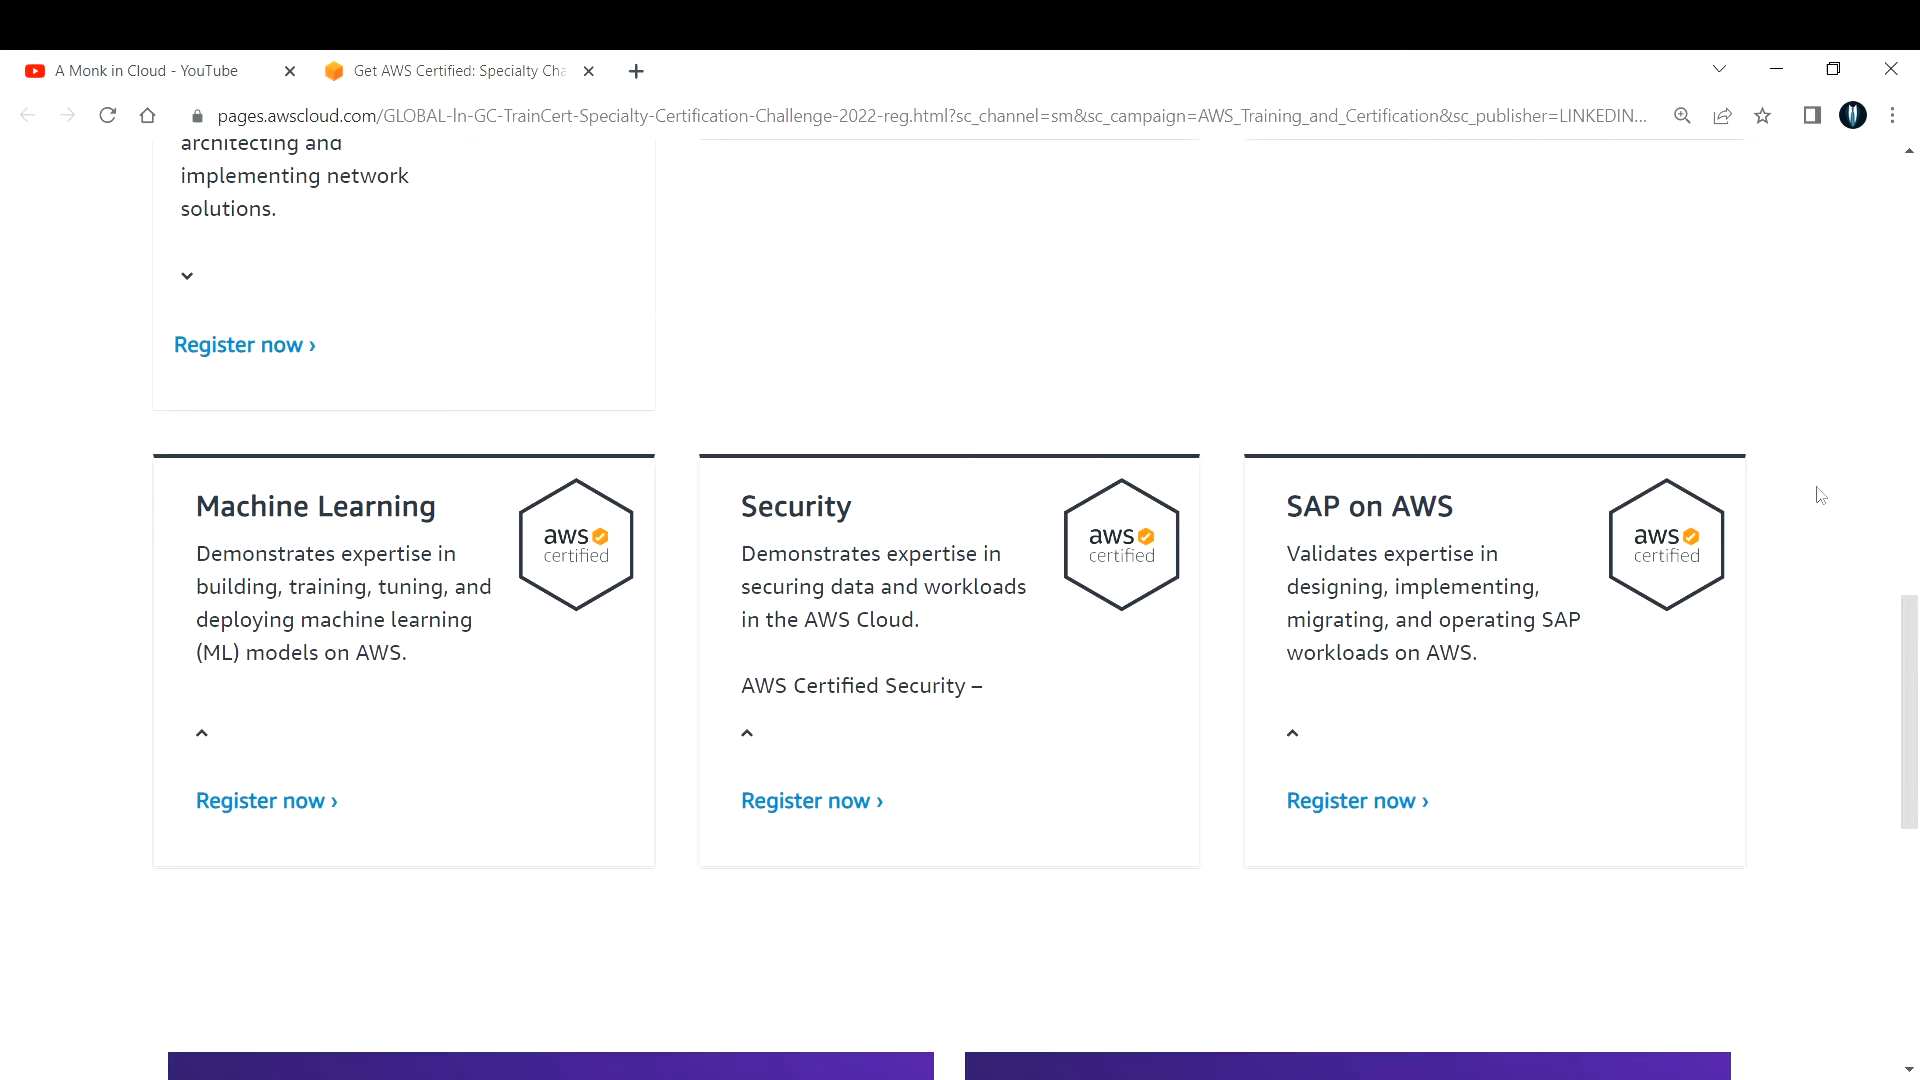 A Monk in Cloud - YouTube
Get AWS Certified: Specialty Cha
pages.awscloud.com/GLOBAL-ln-GC-TrainCert-Specialty-Certification-Challenge-2022-reg.html?sc_channel=sm&sc_campaign=AWS_Training_and_Certification&sc_publisher=LINKEDIN...
architecting and
implementing network
solutions.
Register now ›
Machine Learning
aws
certified
Demonstrates expertise in
building, training, tuning, and
deploying machine learning
(ML) models on AWS.
Register now ›
Security
aws
certified
Demonstrates expertise in
securing data and workloads
in the AWS Cloud.
AWS Certified Security –
Register now ›
SAP on AWS
aws
certified
Validates expertise in
designing, implementing,
migrating, and operating SAP
workloads on AWS.
Register now ›